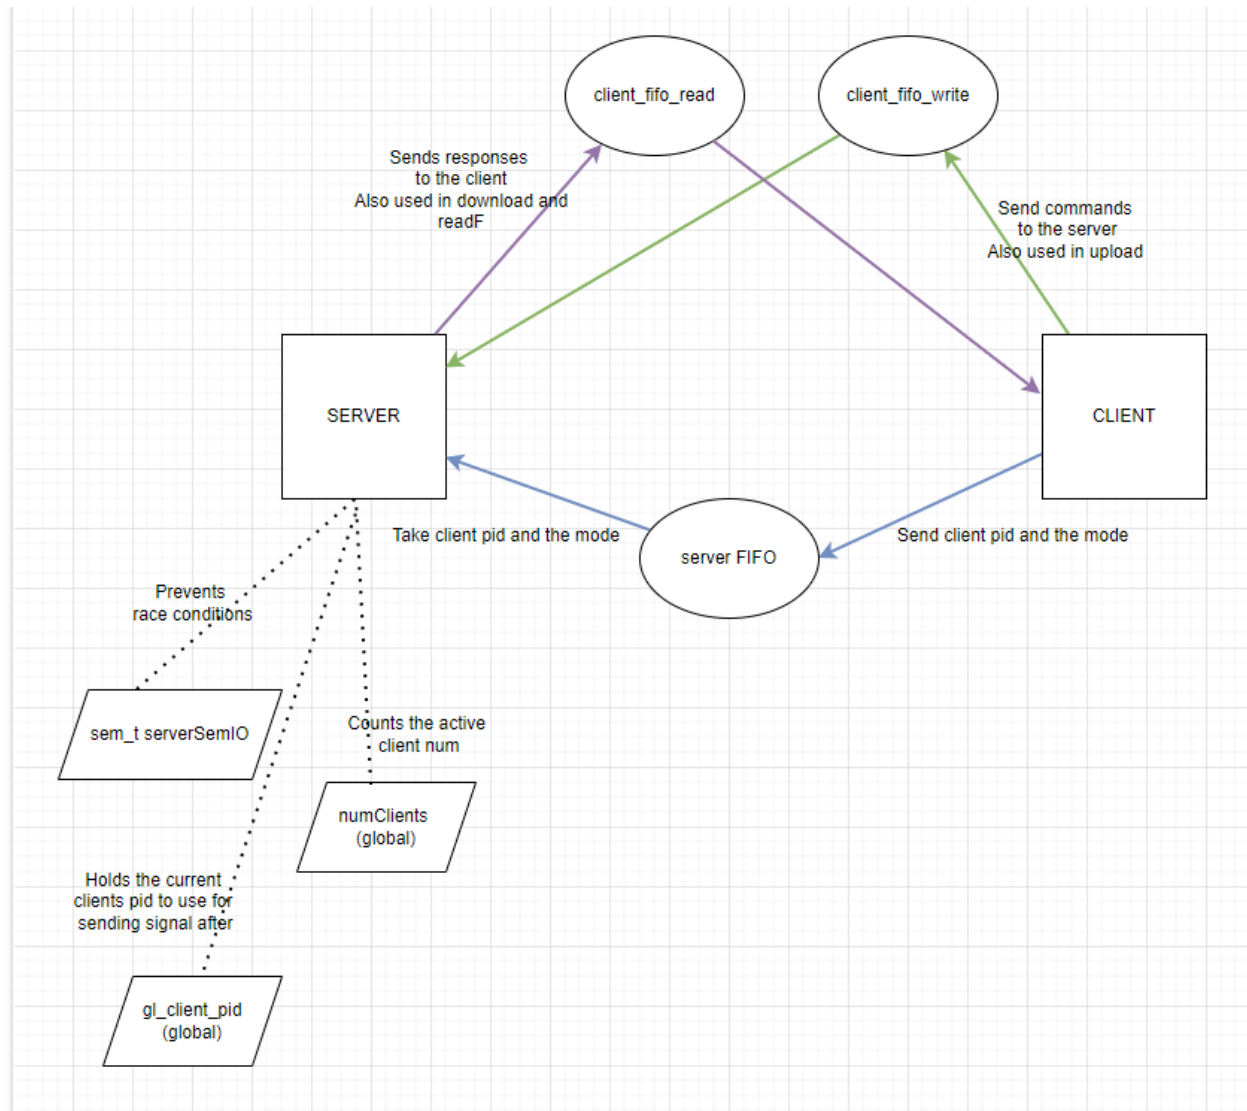 client_fifo_read
client_fifo_write
Sends responses
to the client
Also used in download and
readF
Send commands
to the server
Also used in upload
SERVER
CLIENT
Take client pid and the mode
server FIFO
Send client pid and the mode
Prevents
race conditions
sem_t serverSemIO
Counts the active
client num
numClients
(global)
Holds the current
clients pid to use for
sending signal after
gl_client_pid
(global)